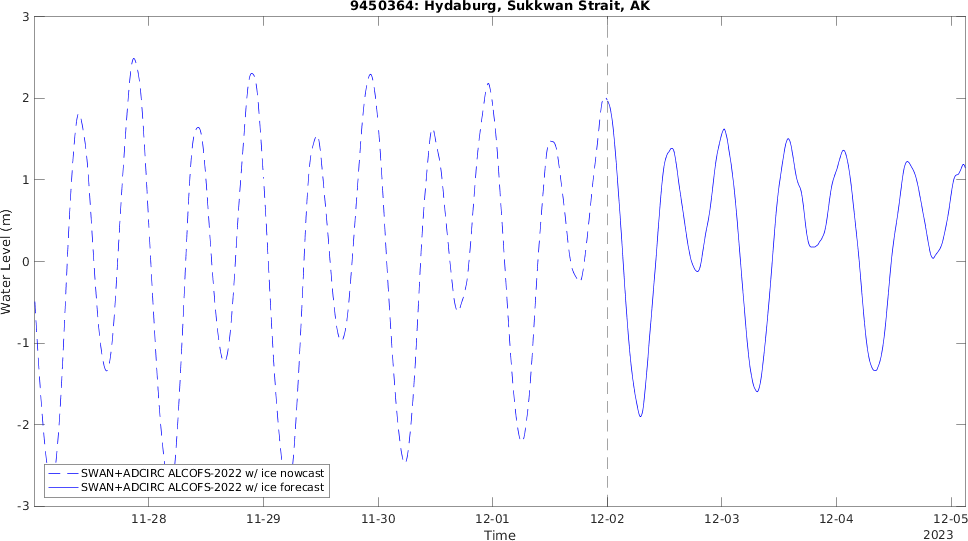 9450364: Hydaburg, Sukkwan Strait, AK
3
2
1
0
-1
-2
-3
Water Level (m)
SWAN+ADCIRC ALCOFS-2022 w/ ice nowcast
SWAN+ADCIRC ALCOFS-2022 w/ ice forecast
11-28 11-29 11-30 12-01 12-02 12-03 12-04 12-05
Time 2023